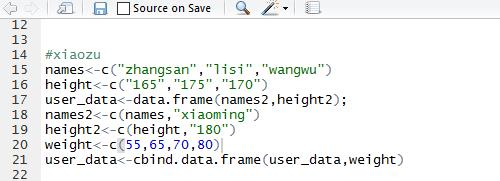 Source on Save
12
13
14 #xiaozu
15 names<-c("zhangsan","lisi","wangwu")
16 height<-c("165","175","170")
17 user_data<-data.frame(names2,height2);
18 names2<-c(names,"xiaoming")
19 height2<-c(height,"180")
20 weight<-c(55,65,70,80)
21 user_data<-cbind.data.frame(user_data,weight)
22